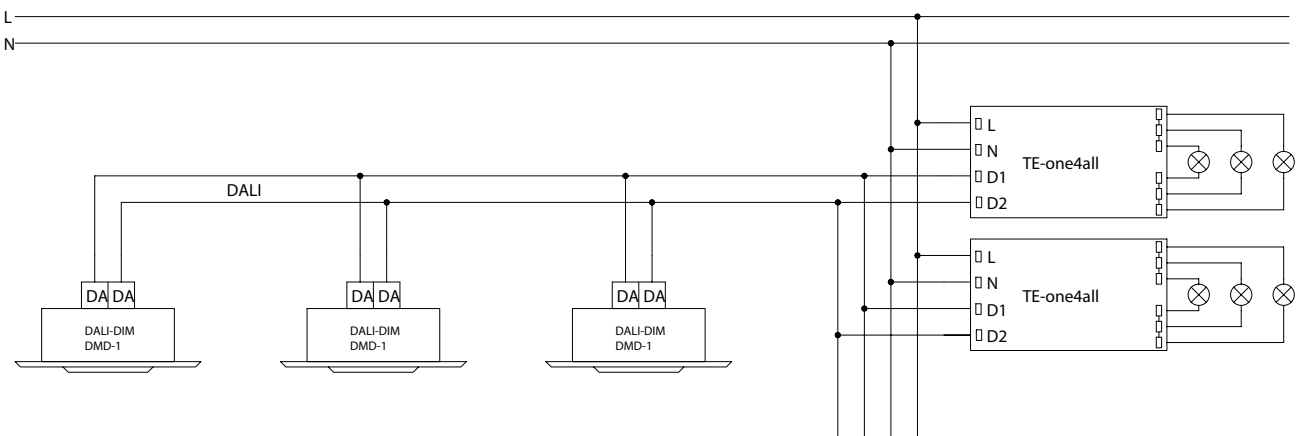 L
N
L
N
TE-one4all
D1
D2
DALI
L
N
TE-one4all
D1
D2
DA DA
DA DA
DA DA
DALI-DIM
DMD-1
DALI-DIM
DMD-1
DALI-DIM
DMD-1